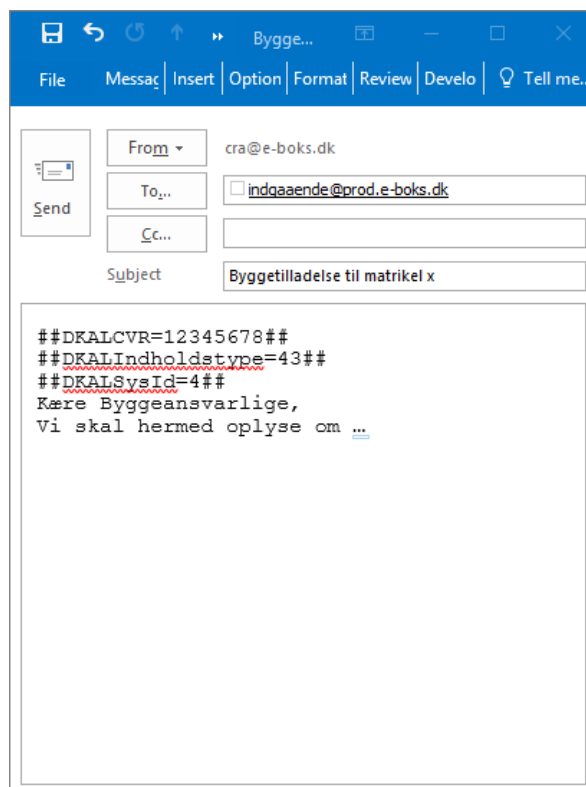 Bygge...
File Messag Insert Option Format Review Develo Tell me...
From cra@e-boks.dk
To... indgaaende@prod.e-boks.dk
Send
Cc...
Subject Byggetilladelse til matrikel x
##DKALCVR=12345678##
##DKALIndholdstype=43##
##DKALSysId=4##
Kære Byggeansvarlige,
Vi skal hermed oplyse om …